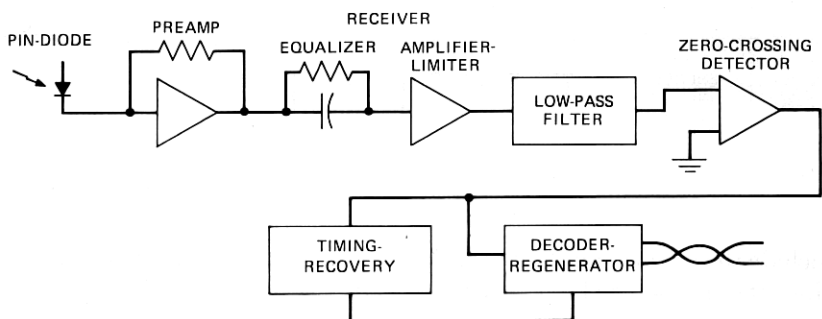 RECEIVER
PIN-DIODE
PREAMP
EQUALIZER
AMPLIFIER-
LIMITER
LOW-PASS
FILTER
ZERO-CROSSING
DETECTOR
TIMING-
RECOVERY
DECODER-
REGENERATOR